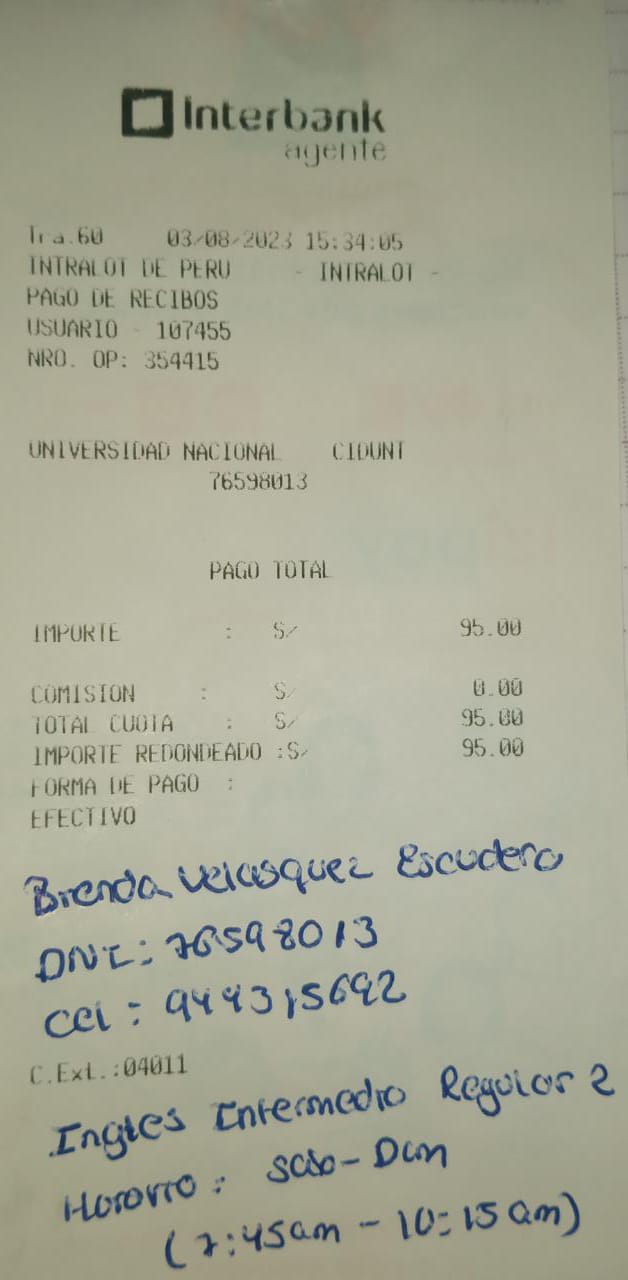 Interbank
agente
Tra.60 03/08/2023 15:34:05
INTRALOT DE PERU - INTRALOT -
PAGO DE RECIBOS
USUARIO - 107455
NRO. OP: 354415
UNIVERSIDAD NACIONAL CIDUNT
76598013
PAGO TOTAL
IMPORTE : S/ 95.00
COMISION : S/ 0.00
TOTAL CUOTA : S/ 95.00
IMPORTE REDONDEADO :S/ 95.00
FORMA DE PAGO :
EFECTIVO
Brenda Velasquez Escudero
DNI: 76598013
Cel: 944315692
C.Ext.:04011
Ingles Intermedio Regular 2
Horario: Sab-Dom
(7:45am - 10:15am)